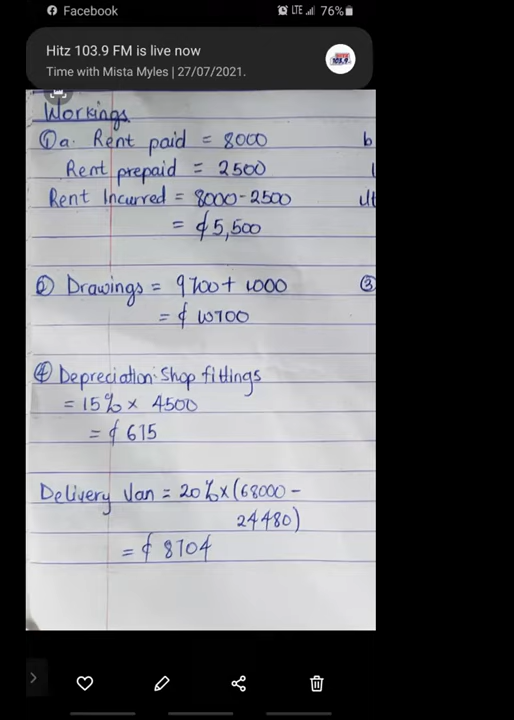 Facebook
LTE 76%
Hitz 103.9 FM is live now
Time with Mista Myles | 27/07/2021.
Workings
①a. Rent paid = 8000
b
Rent prepaid = 2500
Rent Incurred = 8000-2500
Ut
= ¢5,500
② Drawings = 9700+ 1000
③
= ¢ 10700
④ Depreciation: Shop fittings
= 15% × 4500
= ¢ 675
Delivery Van = 20%×(68000-
24480)
= ¢ 8704